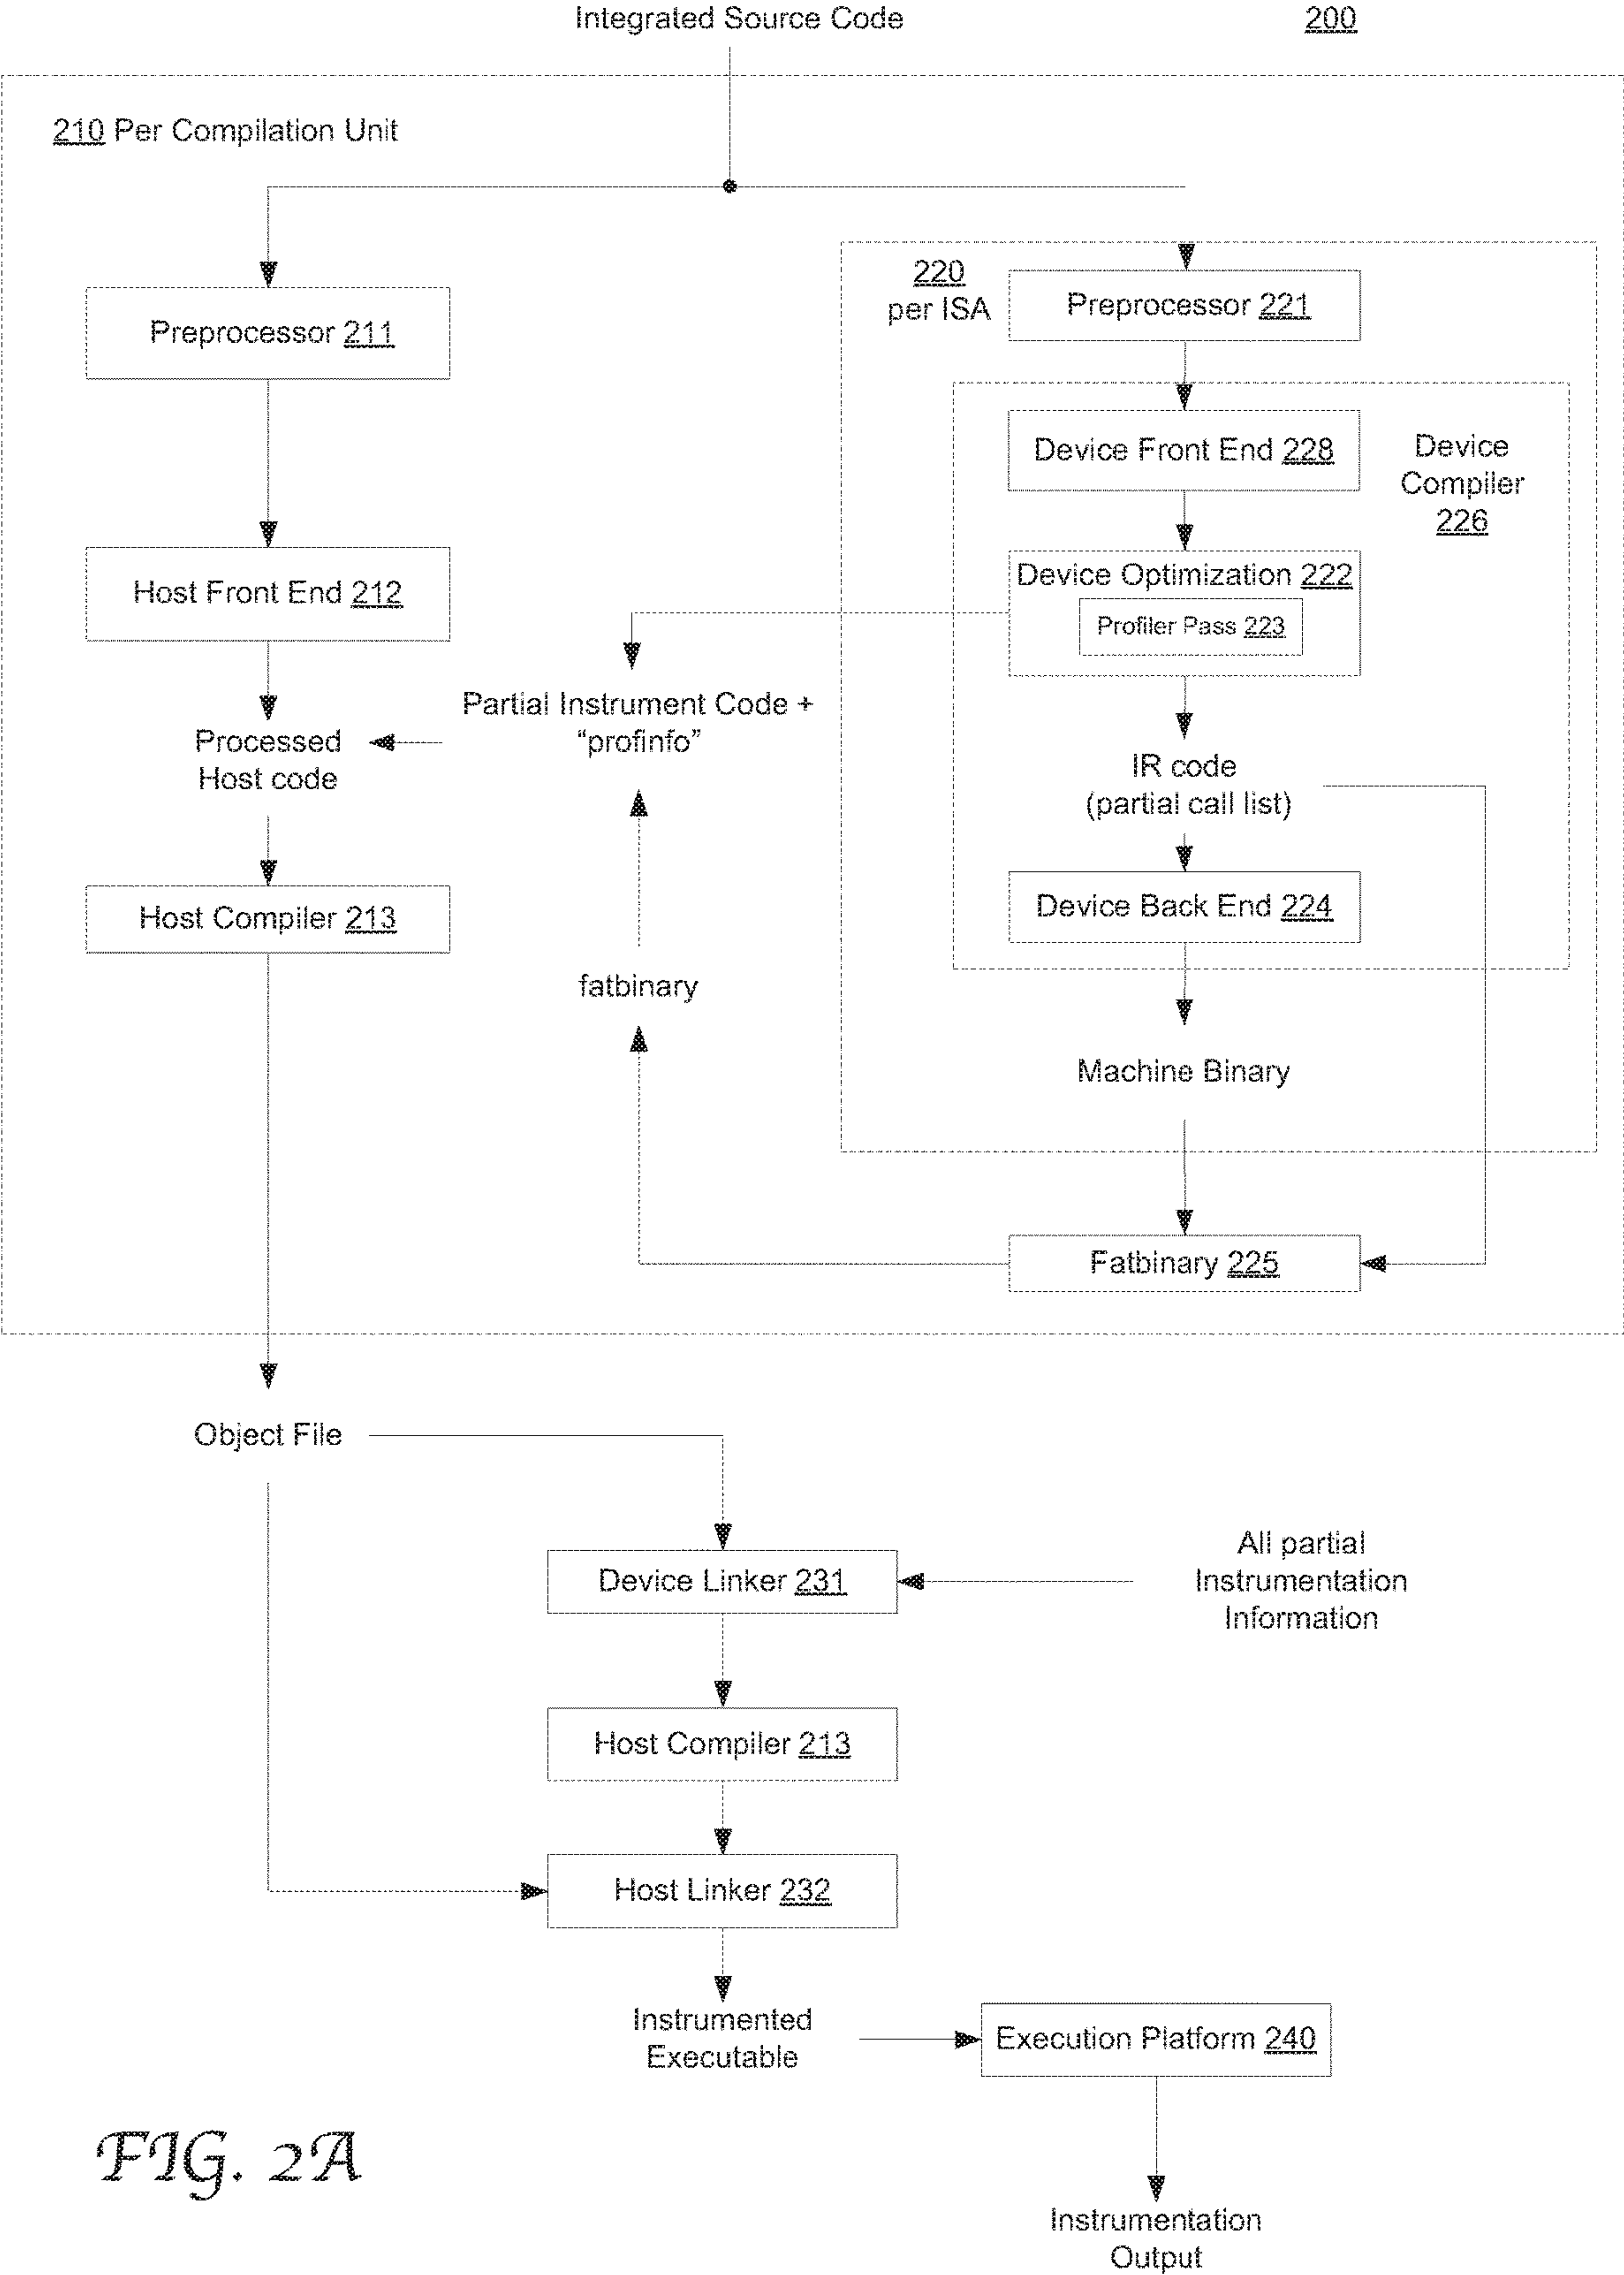 Integrated Source Code
200
210 Per Compilation Unit
Preprocessor 211
220
per ISA
Preprocessor 221
Device Front End 228
Device
Compiler
226
Host Front End 212
Device Optimization 222
Profiler Pass 223
Partial Instrument Code +
“profinfo”
Processed
Host code
IR code
(partial call list)
Host Compiler 213
Device Back End 224
fatbinary
Machine Binary
Fatbinary 225
Object File
All partial
Instrumentation
Information
Device Linker 231
Host Compiler 213
Host Linker 232
Instrumented
Executable
Execution Platform 240
FIG. 2A
Instrumentation
Output